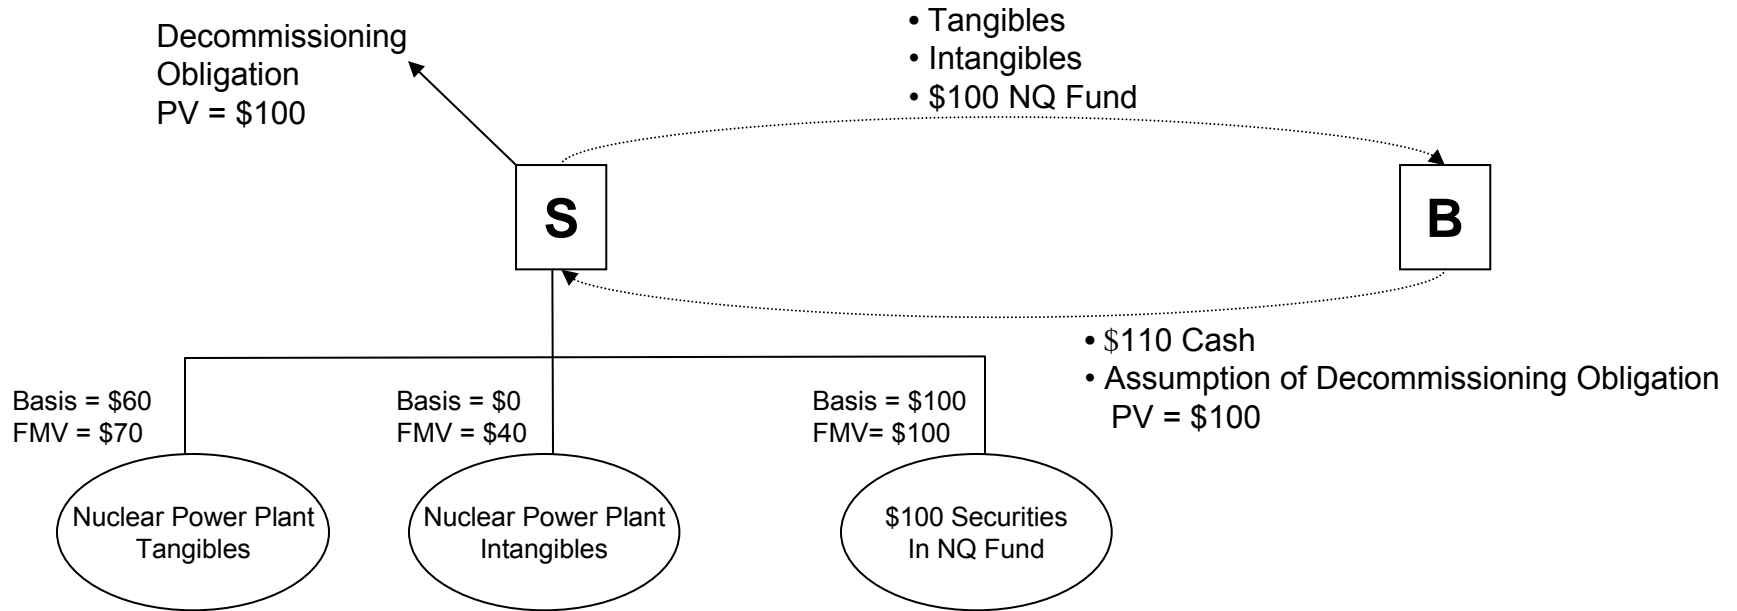 Decommissioning
Obligation
PV = $100
• Tangibles
• Intangibles
• $100 NQ Fund
S
B
• $110 Cash
• Assumption of Decommissioning Obligation
PV = $100
Basis = $60
FMV = $70
Basis = $0
FMV = $40
Basis = $100
FMV= $100
Nuclear Power Plant
Tangibles
Nuclear Power Plant
Intangibles
$100 Securities
In NQ Fund